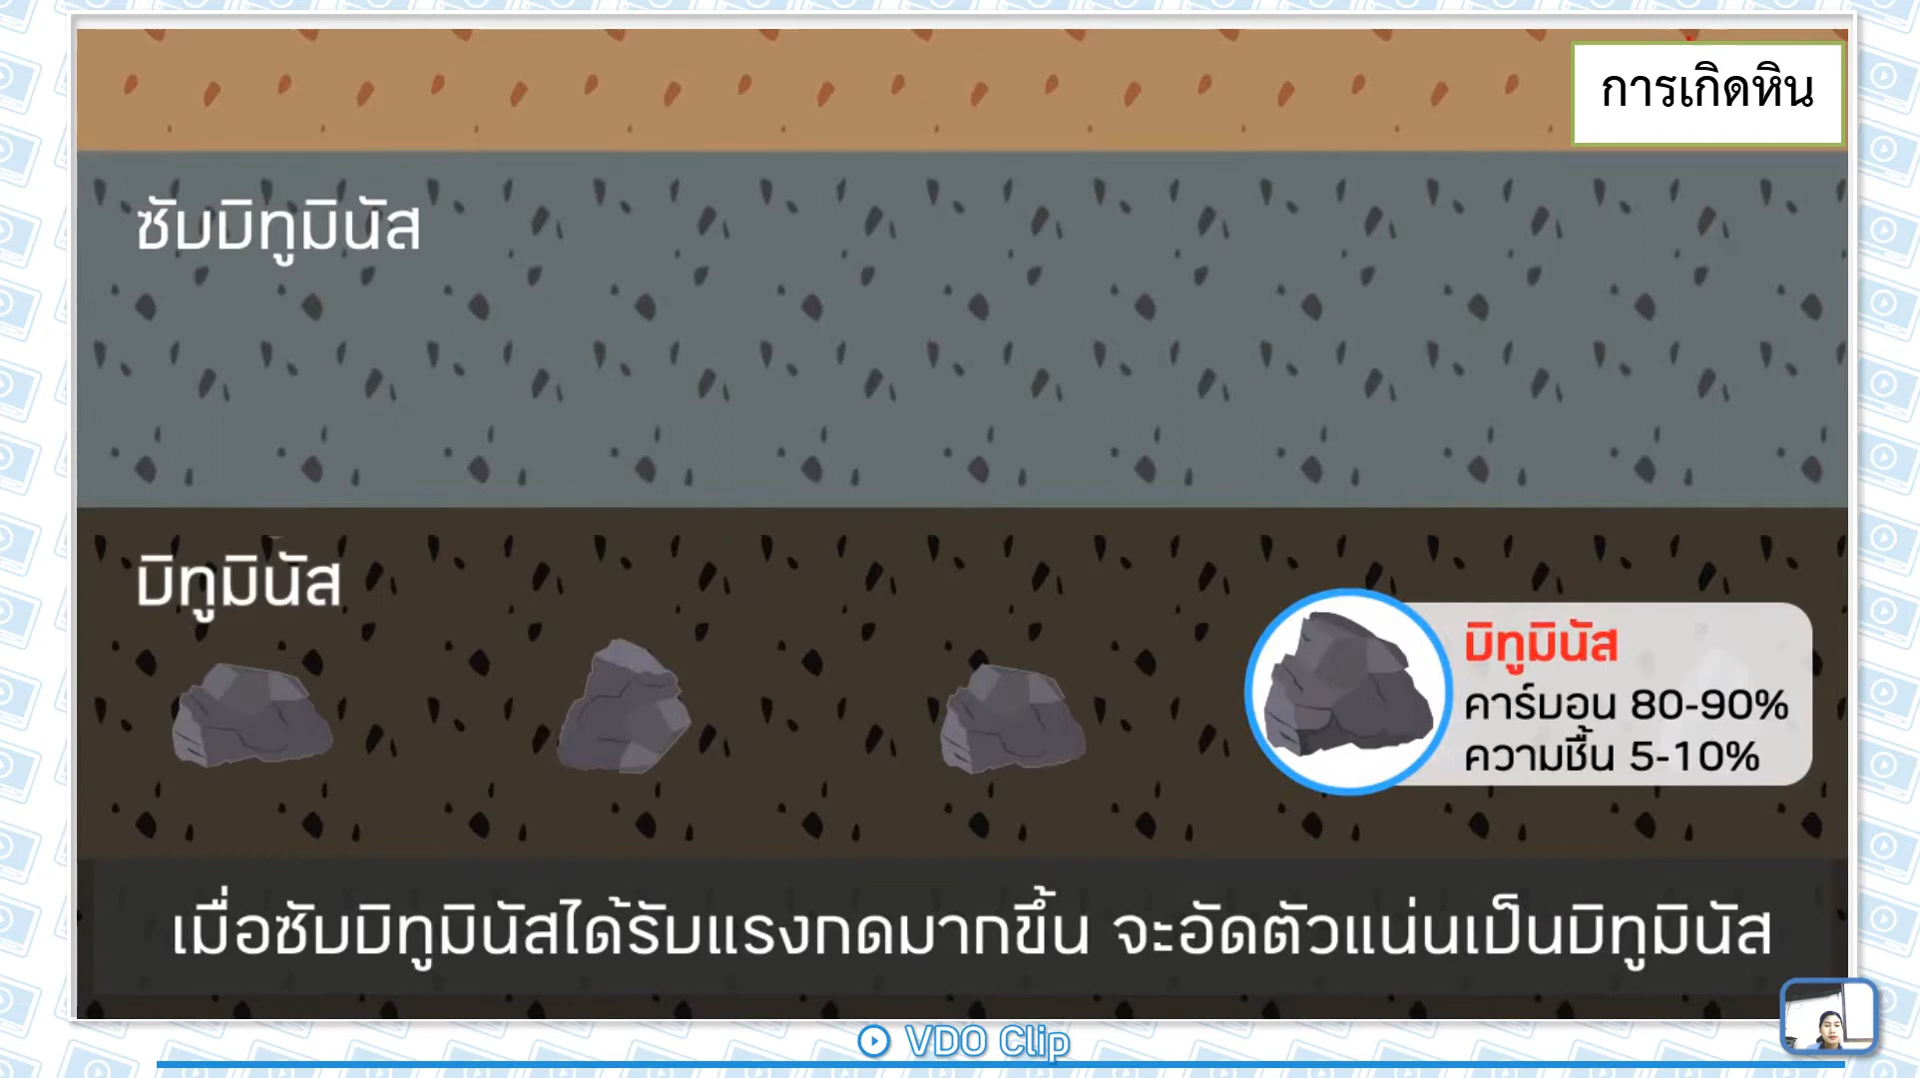 การเกิดหิน
ซับบิทูมินัส
บิทูมินัส
บิทูมินัส
คาร์บอน 80-90%
ความชื้น 5-10%
เมื่อซับบิทูมินัสได้รับแรงกดมากขึ้น จะอัดตัวแน่นเป็นบิทูมินัส
VDO Clip